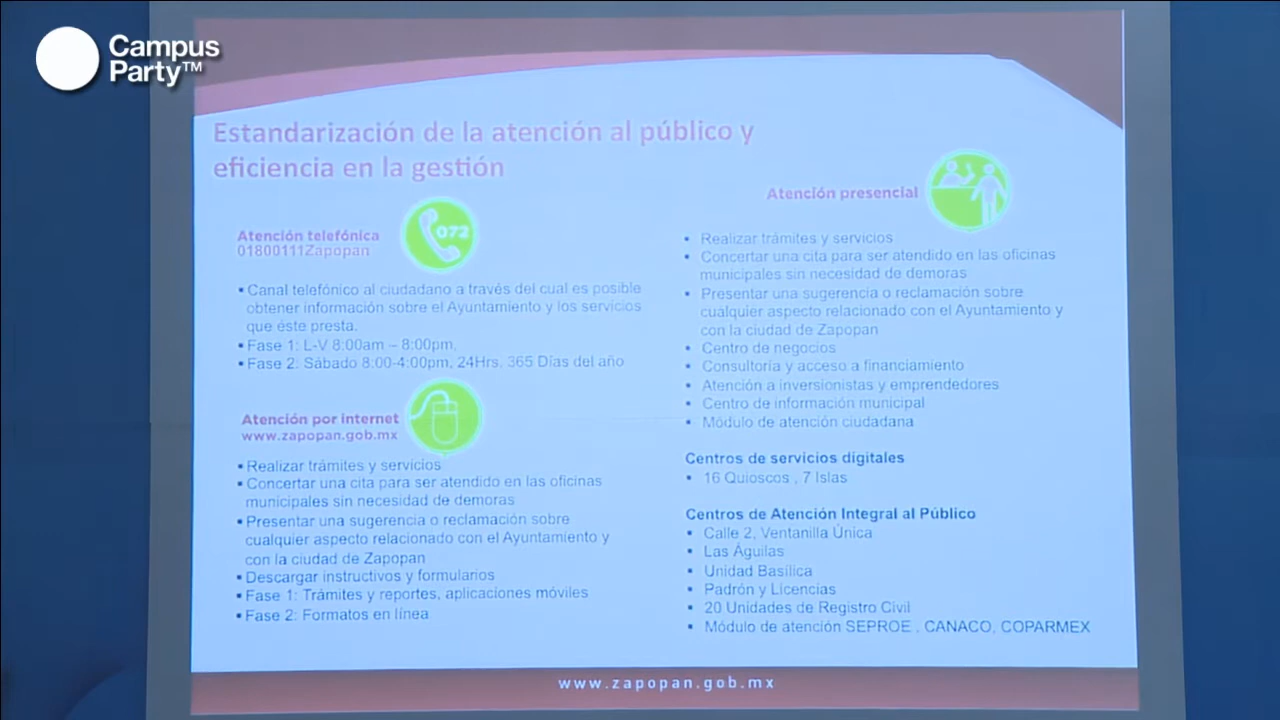 Campus
Party™
Estandarización de la atención al público y
eficiencia en la gestión
Atención telefónica
01800111Zapopan
072
▪ Canal telefónico al ciudadano a través del cual es posible
obtener información sobre el Ayuntamiento y los servicios
que éste presta.
▪ Fase 1: L-V 8:00am – 8:00pm,
▪ Fase 2: Sábado 8:00-4:00pm, 24Hrs. 365 Días del año
Atención por internet
www.zapopan.gob.mx
▪ Realizar trámites y servicios
▪ Concertar una cita para ser atendido en las oficinas
municipales sin necesidad de demoras
▪ Presentar una sugerencia o reclamación sobre
cualquier aspecto relacionado con el Ayuntamiento y
con la ciudad de Zapopan
▪ Descargar instructivos y formularios
▪ Fase 1: Trámites y reportes, aplicaciones móviles
▪ Fase 2: Formatos en línea
Atención presencial
• Realizar trámites y servicios
• Concertar una cita para ser atendido en las oficinas
municipales sin necesidad de demoras
• Presentar una sugerencia o reclamación sobre
cualquier aspecto relacionado con el Ayuntamiento y
con la ciudad de Zapopan
• Centro de negocios
• Consultoría y acceso a financiamiento
• Atención a inversionistas y emprendedores
• Centro de información municipal
• Módulo de atención ciudadana
Centros de servicios digitales
• 16 Quioscos , 7 Islas
Centros de Atención Integral al Público
• Calle 2, Ventanilla Única
• Las Águilas
• Unidad Basílica
• Padrón y Licencias
• 20 Unidades de Registro Civil
• Módulo de atención SEPROE , CANACO, COPARMEX
www.zapopan.gob.mx